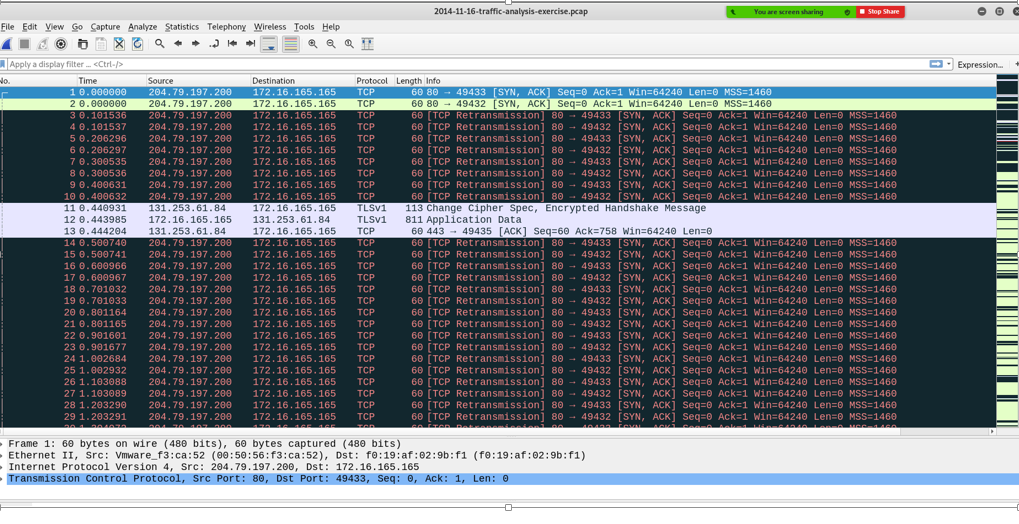 2014-11-16-traffic-analysis-exercise.pcap
You are screen sharing Stop Share
File Edit View Go Capture Analyze Statistics Telephony Wireless Tools Help
Apply a display filter ... <Ctrl-/> Expression... +
No. Time Source Destination Protocol Length Info
1 0.000000 204.79.197.200 172.16.165.165 TCP 60 80 → 49433 [SYN, ACK] Seq=0 Ack=1 Win=64240 Len=0 MSS=1460
2 0.000000 204.79.197.200 172.16.165.165 TCP 60 80 → 49432 [SYN, ACK] Seq=0 Ack=1 Win=64240 Len=0 MSS=1460
3 0.101536 204.79.197.200 172.16.165.165 TCP 60 [TCP Retransmission] 80 → 49433 [SYN, ACK] Seq=0 Ack=1 Win=64240 Len=0 MSS=1460
4 0.101537 204.79.197.200 172.16.165.165 TCP 60 [TCP Retransmission] 80 → 49432 [SYN, ACK] Seq=0 Ack=1 Win=64240 Len=0 MSS=1460
5 0.206296 204.79.197.200 172.16.165.165 TCP 60 [TCP Retransmission] 80 → 49433 [SYN, ACK] Seq=0 Ack=1 Win=64240 Len=0 MSS=1460
6 0.206297 204.79.197.200 172.16.165.165 TCP 60 [TCP Retransmission] 80 → 49432 [SYN, ACK] Seq=0 Ack=1 Win=64240 Len=0 MSS=1460
7 0.300535 204.79.197.200 172.16.165.165 TCP 60 [TCP Retransmission] 80 → 49433 [SYN, ACK] Seq=0 Ack=1 Win=64240 Len=0 MSS=1460
8 0.300536 204.79.197.200 172.16.165.165 TCP 60 [TCP Retransmission] 80 → 49432 [SYN, ACK] Seq=0 Ack=1 Win=64240 Len=0 MSS=1460
9 0.400631 204.79.197.200 172.16.165.165 TCP 60 [TCP Retransmission] 80 → 49433 [SYN, ACK] Seq=0 Ack=1 Win=64240 Len=0 MSS=1460
10 0.400632 204.79.197.200 172.16.165.165 TCP 60 [TCP Retransmission] 80 → 49432 [SYN, ACK] Seq=0 Ack=1 Win=64240 Len=0 MSS=1460
11 0.440931 131.253.61.84 172.16.165.165 TLSv1 113 Change Cipher Spec, Encrypted Handshake Message
12 0.443985 172.16.165.165 131.253.61.84 TLSv1 811 Application Data
13 0.444204 131.253.61.84 172.16.165.165 TCP 60 443 → 49435 [ACK] Seq=60 Ack=758 Win=64240 Len=0
14 0.500740 204.79.197.200 172.16.165.165 TCP 60 [TCP Retransmission] 80 → 49433 [SYN, ACK] Seq=0 Ack=1 Win=64240 Len=0 MSS=1460
15 0.500741 204.79.197.200 172.16.165.165 TCP 60 [TCP Retransmission] 80 → 49432 [SYN, ACK] Seq=0 Ack=1 Win=64240 Len=0 MSS=1460
16 0.600966 204.79.197.200 172.16.165.165 TCP 60 [TCP Retransmission] 80 → 49433 [SYN, ACK] Seq=0 Ack=1 Win=64240 Len=0 MSS=1460
17 0.600967 204.79.197.200 172.16.165.165 TCP 60 [TCP Retransmission] 80 → 49432 [SYN, ACK] Seq=0 Ack=1 Win=64240 Len=0 MSS=1460
18 0.701032 204.79.197.200 172.16.165.165 TCP 60 [TCP Retransmission] 80 → 49433 [SYN, ACK] Seq=0 Ack=1 Win=64240 Len=0 MSS=1460
19 0.701033 204.79.197.200 172.16.165.165 TCP 60 [TCP Retransmission] 80 → 49432 [SYN, ACK] Seq=0 Ack=1 Win=64240 Len=0 MSS=1460
20 0.801164 204.79.197.200 172.16.165.165 TCP 60 [TCP Retransmission] 80 → 49433 [SYN, ACK] Seq=0 Ack=1 Win=64240 Len=0 MSS=1460
21 0.801165 204.79.197.200 172.16.165.165 TCP 60 [TCP Retransmission] 80 → 49432 [SYN, ACK] Seq=0 Ack=1 Win=64240 Len=0 MSS=1460
22 0.901601 204.79.197.200 172.16.165.165 TCP 60 [TCP Retransmission] 80 → 49433 [SYN, ACK] Seq=0 Ack=1 Win=64240 Len=0 MSS=1460
23 0.901677 204.79.197.200 172.16.165.165 TCP 60 [TCP Retransmission] 80 → 49432 [SYN, ACK] Seq=0 Ack=1 Win=64240 Len=0 MSS=1460
24 1.002684 204.79.197.200 172.16.165.165 TCP 60 [TCP Retransmission] 80 → 49433 [SYN, ACK] Seq=0 Ack=1 Win=64240 Len=0 MSS=1460
25 1.002932 204.79.197.200 172.16.165.165 TCP 60 [TCP Retransmission] 80 → 49432 [SYN, ACK] Seq=0 Ack=1 Win=64240 Len=0 MSS=1460
26 1.103088 204.79.197.200 172.16.165.165 TCP 60 [TCP Retransmission] 80 → 49433 [SYN, ACK] Seq=0 Ack=1 Win=64240 Len=0 MSS=1460
27 1.103089 204.79.197.200 172.16.165.165 TCP 60 [TCP Retransmission] 80 → 49432 [SYN, ACK] Seq=0 Ack=1 Win=64240 Len=0 MSS=1460
28 1.203290 204.79.197.200 172.16.165.165 TCP 60 [TCP Retransmission] 80 → 49433 [SYN, ACK] Seq=0 Ack=1 Win=64240 Len=0 MSS=1460
29 1.203291 204.79.197.200 172.16.165.165 TCP 60 [TCP Retransmission] 80 → 49432 [SYN, ACK] Seq=0 Ack=1 Win=64240 Len=0 MSS=1460
Frame 1: 60 bytes on wire (480 bits), 60 bytes captured (480 bits)
Ethernet II, Src: Vmware_f3:ca:52 (00:50:56:f3:ca:52), Dst: f0:19:af:02:9b:f1 (f0:19:af:02:9b:f1)
Internet Protocol Version 4, Src: 204.79.197.200, Dst: 172.16.165.165
Transmission Control Protocol, Src Port: 80, Dst Port: 49433, Seq: 0, Ack: 1, Len: 0